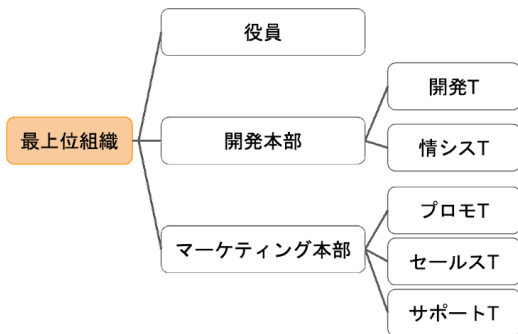 最上位組織
役員
開発本部
開発T
情シスT
マーケティング本部
プロモT
セールスT
サポートT